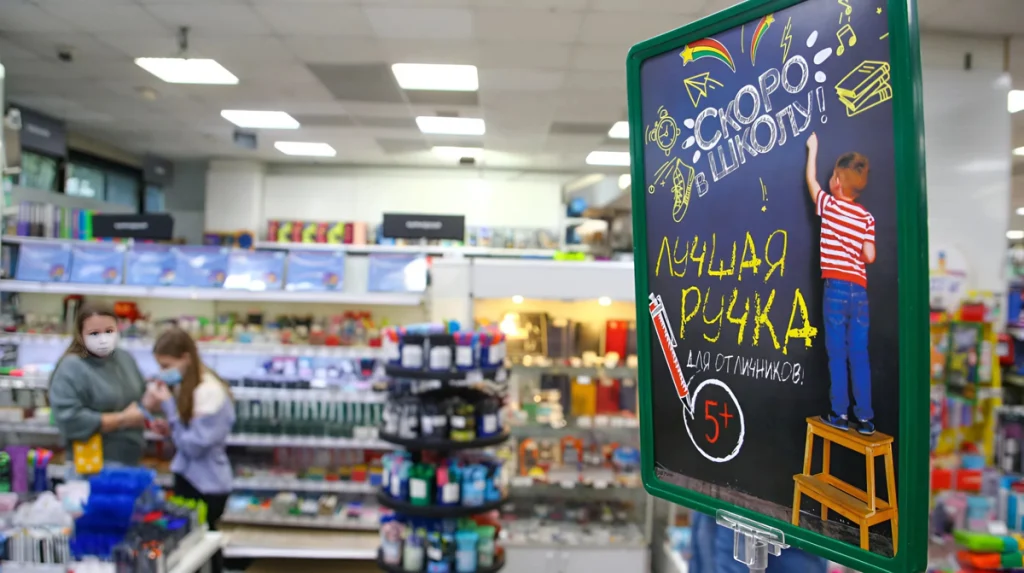 СКОРО
В ШКОЛУ!
ЛУЧШАЯ
РУЧКА
ДЛЯ ОТЛИЧНИКОВ!
5+